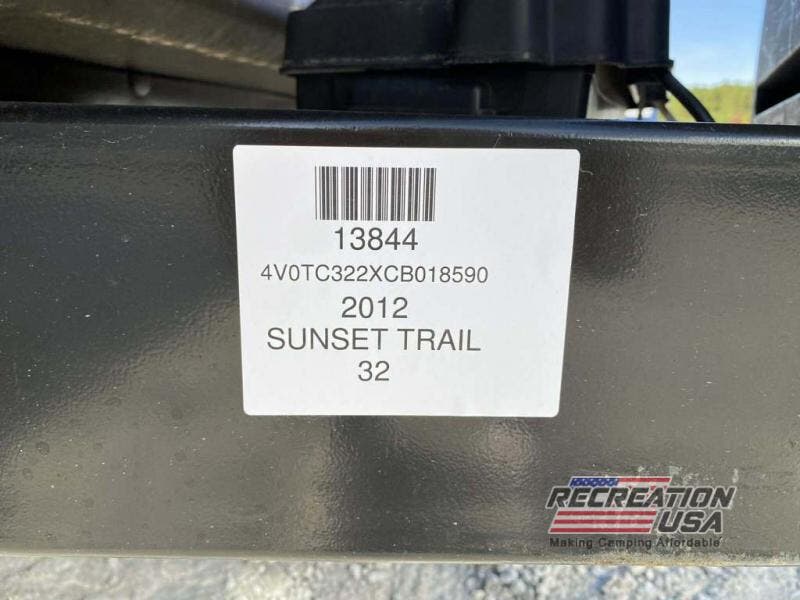 13844
4V0TC322XCB018590
2012
SUNSET TRAIL
32
RECREATION
USA
Making Camping Affordable